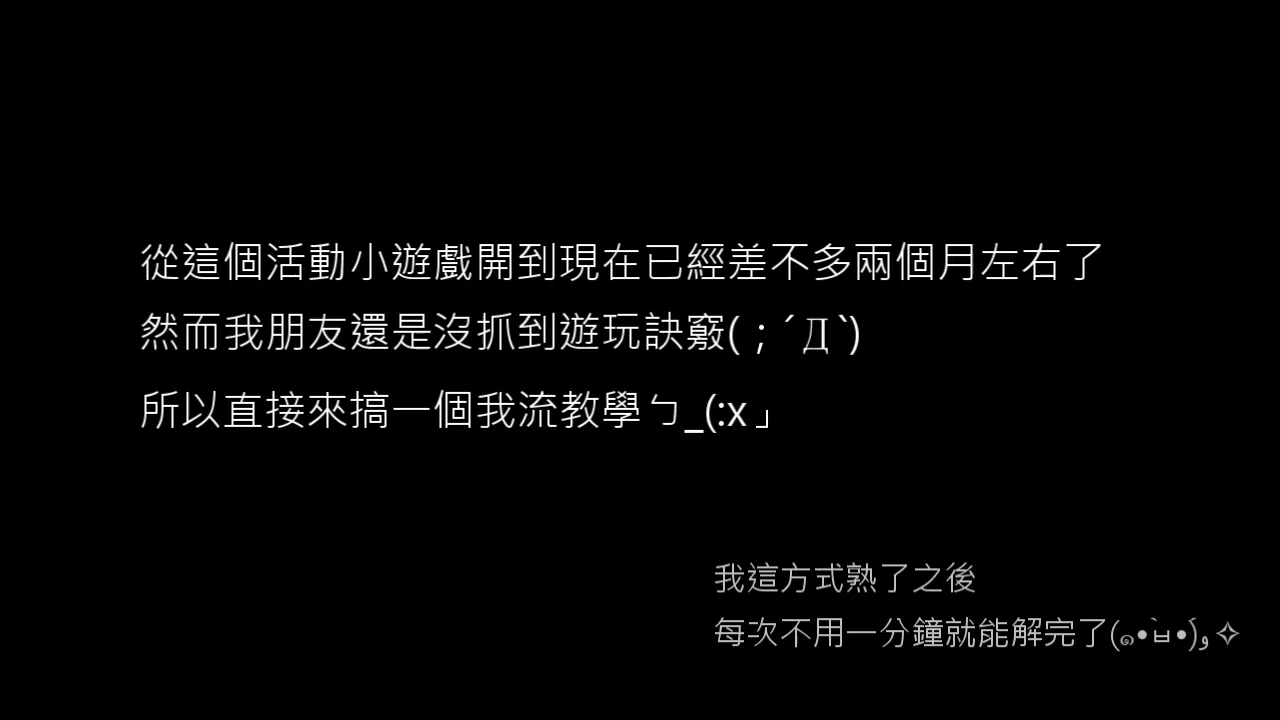 從這個活動小遊戲開到現在已經差不多兩個月左右了
然而我朋友還是沒抓到遊玩訣竅(；´Д`)
所以直接來搞一個我流教學ㄅ_(:x」
我這方式熟了之後
每次不用一分鐘就能解完了(๑•̀ㅂ•́)و✧